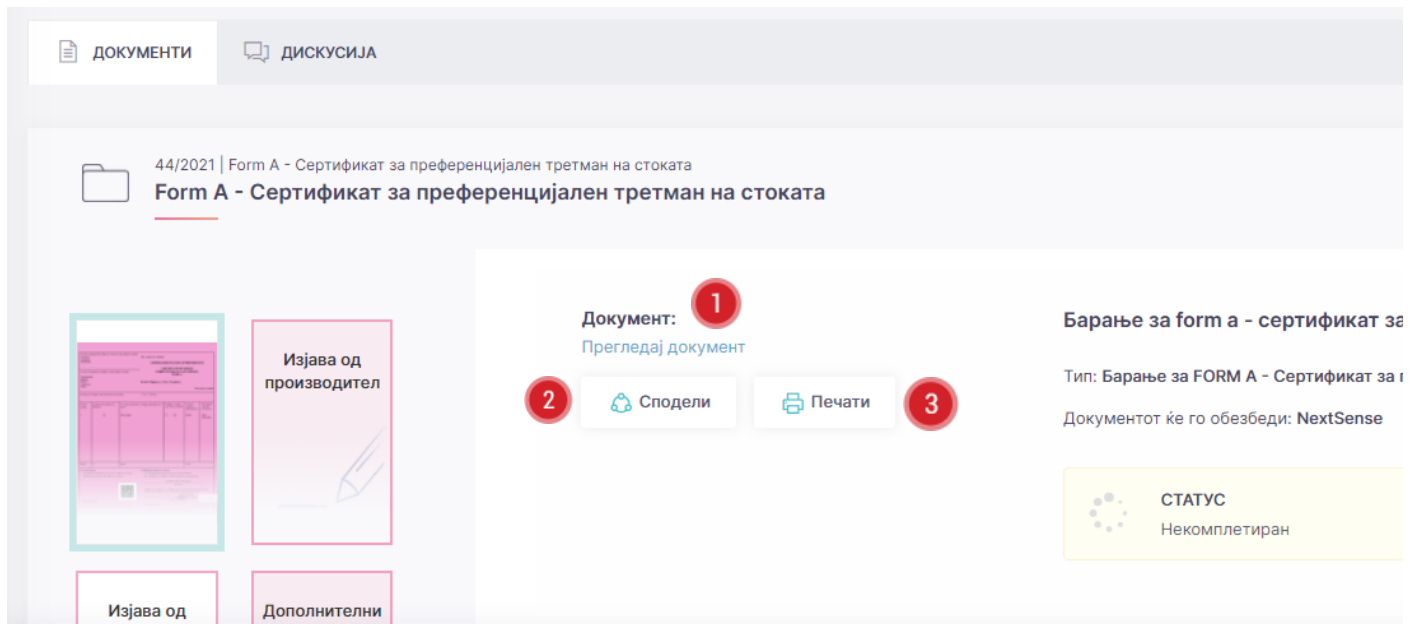 ДОКУМЕНТИ
ДИСКУСИЈА
44/2021 | Form A - Сертификат за преференцијален третман на стоката
Form A - Сертификат за преференцијален третман на стоката
Изјава од
производител
Изјава од
Дополнителни
Документ:
1
Прегледај документ
2
Сподели
Печати
3
Барање за form a - сертификат за
Тип: Барање за FORM A - Сертификат за
Документот ќе го обезбеди: NextSense
СТАТУС
Некомплетиран